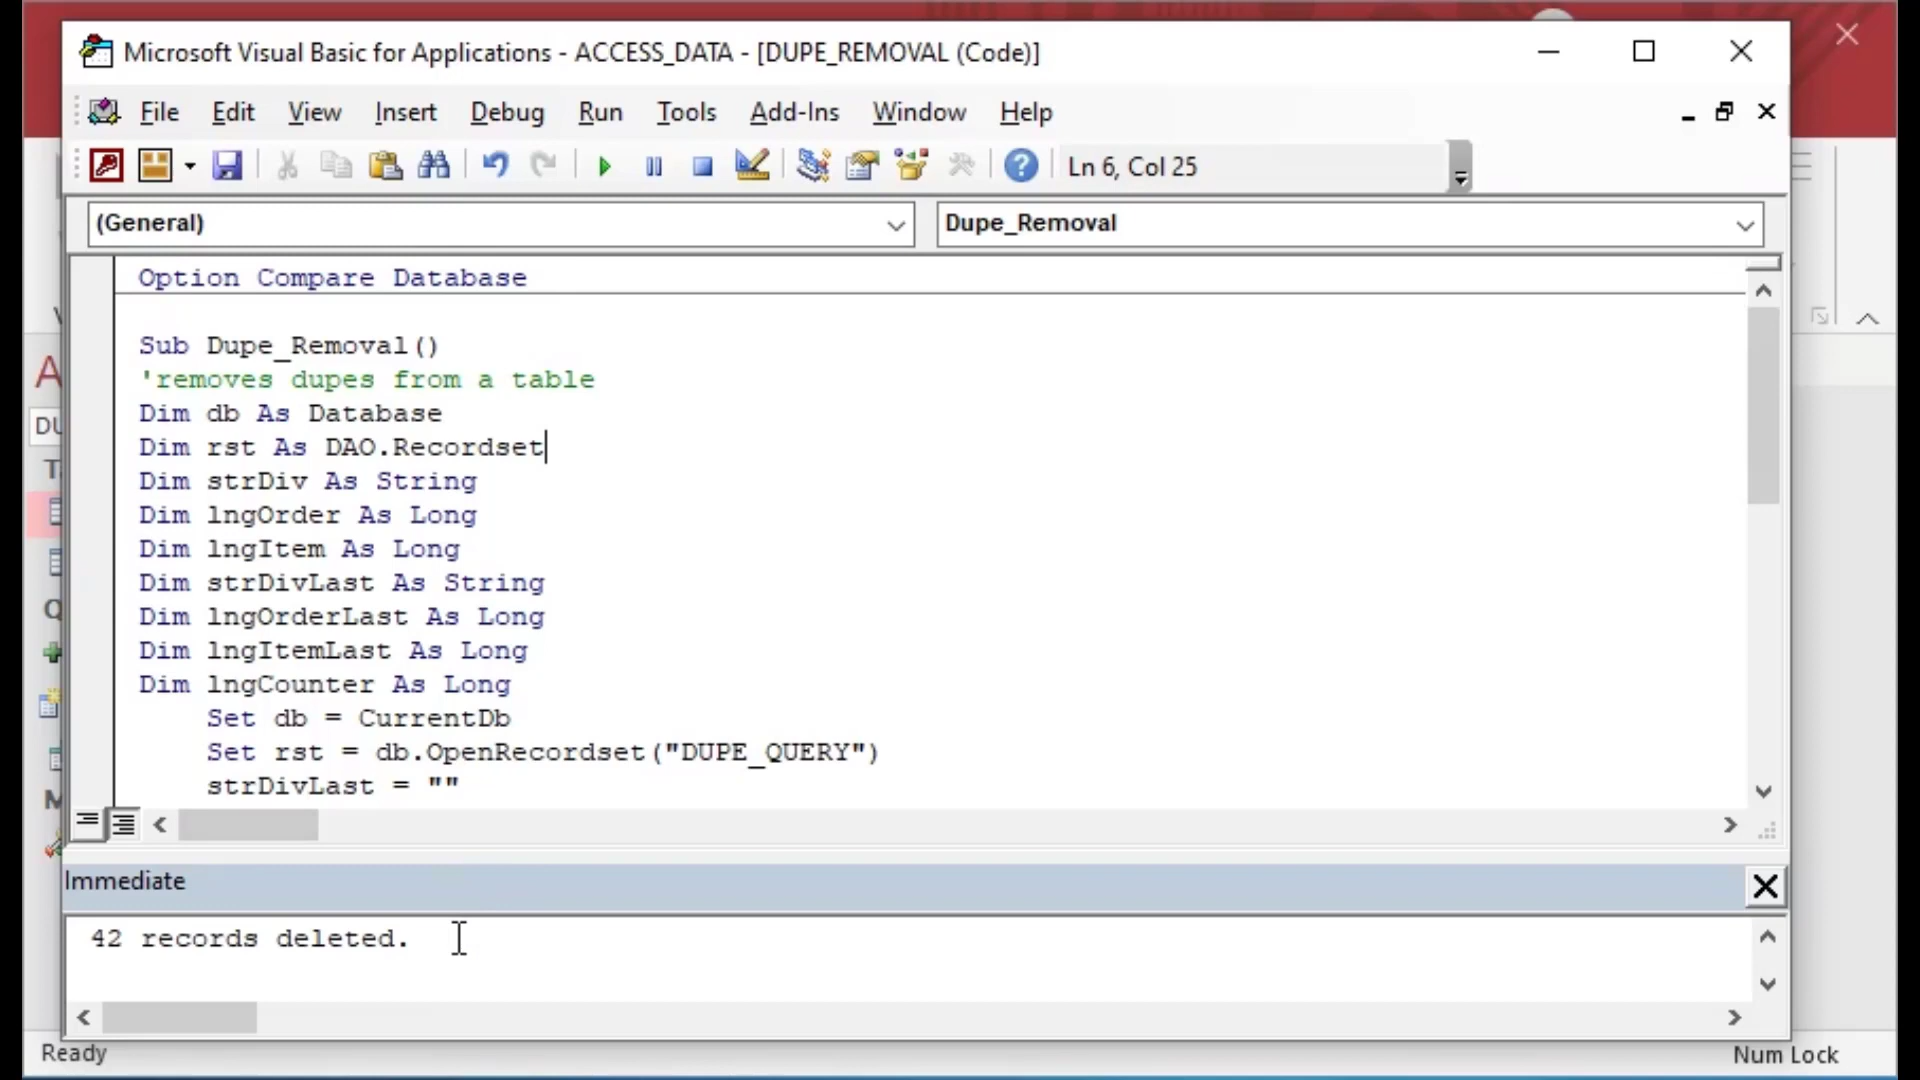 Microsoft Visual Basic for Applications - ACCESS_DATA - [DUPE_REMOVAL (Code)]
File Edit View Insert Debug Run Tools Add-Ins Window Help
Ln 6, Col 25
(General) Dupe_Removal
Option Compare Database
Sub Dupe_Removal()
'removes dupes from a table
Dim db As Database
Dim rst As DAO.Recordset
Dim strDiv As String
Dim lngOrder As Long
Dim lngItem As Long
Dim strDivLast As String
Dim lngOrderLast As Long
Dim lngItemLast As Long
Dim lngCounter As Long
Set db = CurrentDb
Set rst = db.OpenRecordset("DUPE_QUERY")
strDivLast = ""
Immediate
42 records deleted.
Ready Num Lock